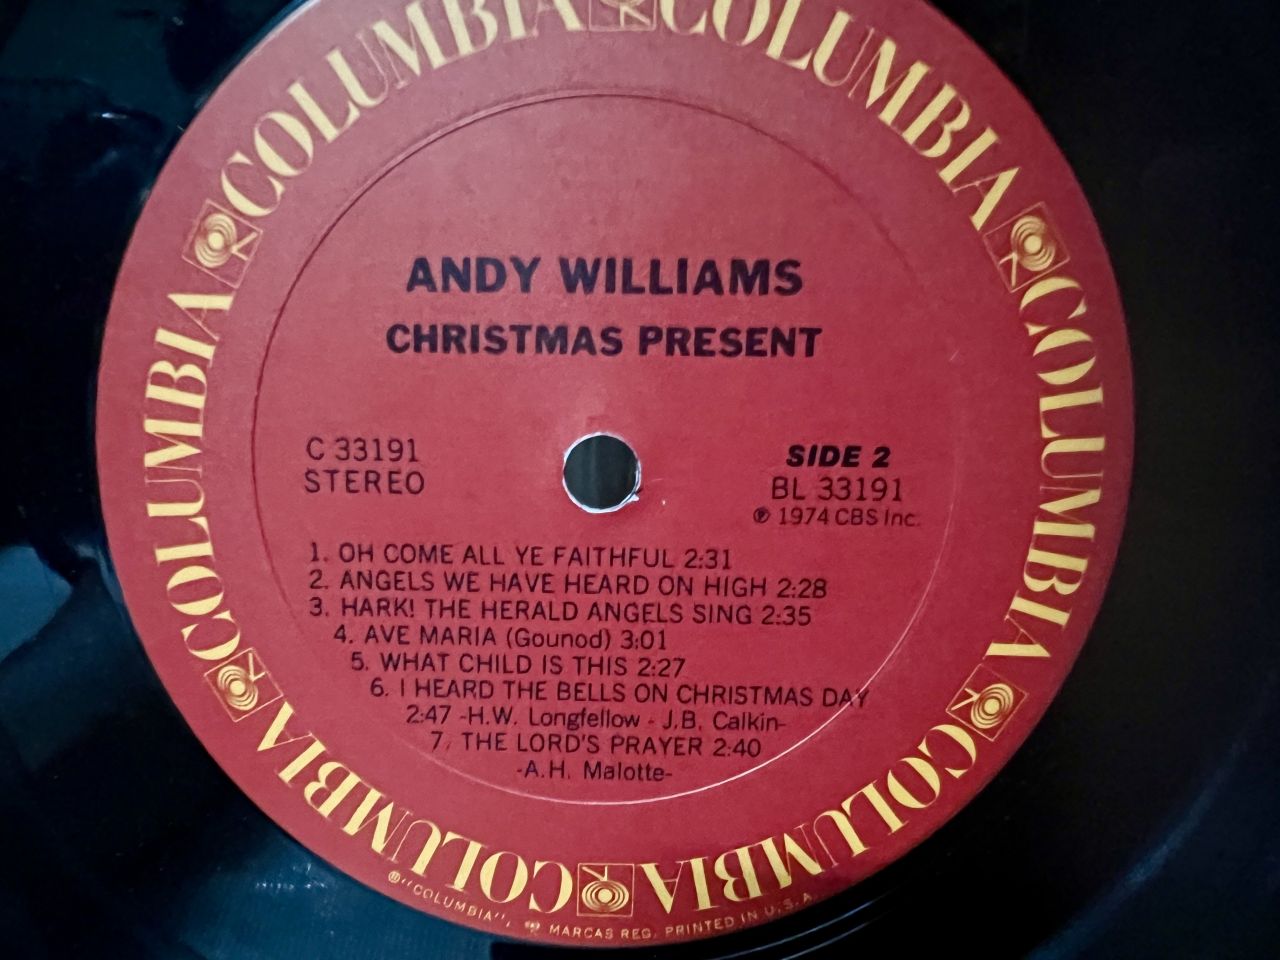 COLUMBIA COLUMBIA COLUMBIA COLUMBIA COLUMBIA COLUMBIA
ANDY WILLIAMS
CHRISTMAS PRESENT
C 33191
STEREO
SIDE 2
BL 33191
℗ 1974 CBS Inc.
1. OH COME ALL YE FAITHFUL 2:31
2. ANGELS WE HAVE HEARD ON HIGH 2:28
3. HARK! THE HERALD ANGELS SING 2:35
4. AVE MARIA (Gounod) 3:01
5. WHAT CHILD IS THIS 2:27
6. I HEARD THE BELLS ON CHRISTMAS DAY
2:47 -H.W. Longfellow - J.B. Calkin-
7. THE LORD'S PRAYER 2:40
-A.H. Malotte-
®"COLUMBIA", MARCAS REG. PRINTED IN U.S.A.